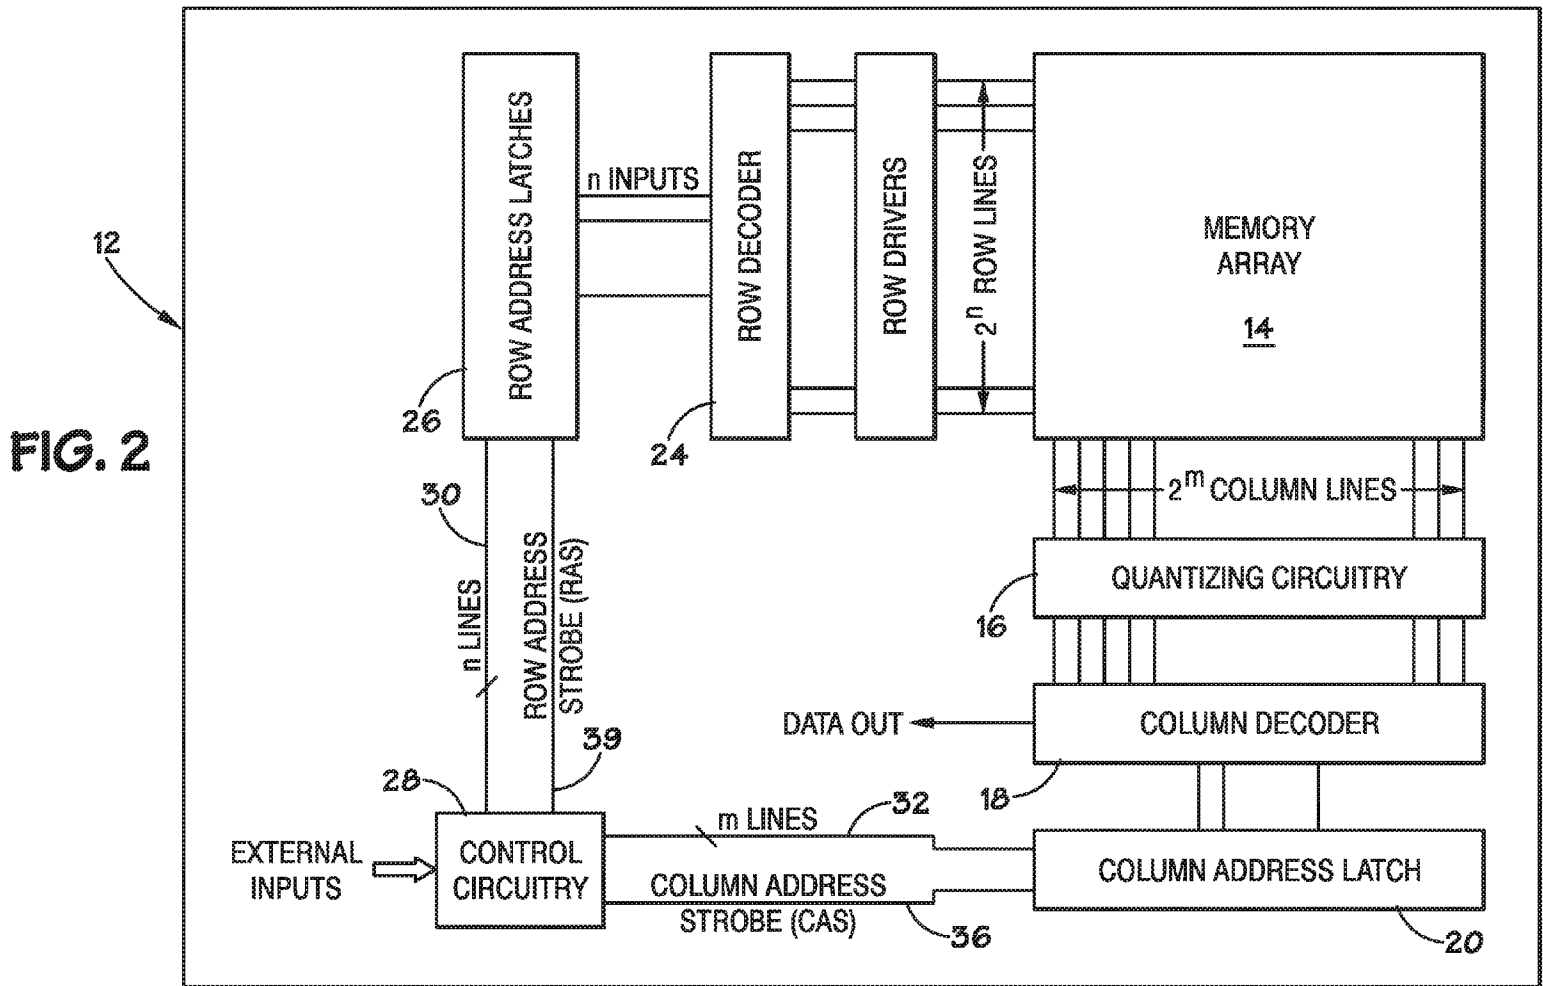 FIG. 2
12
ROW ADDRESS LATCHES
26
n INPUTS
ROW DECODER
24
ROW DRIVERS
2^n ROW LINES
MEMORY
ARRAY
14
2^m COLUMN LINES
QUANTIZING CIRCUITRY
16
30
n LINES
ROW ADDRESS
STROBE (RAS)
39
DATA OUT
COLUMN DECODER
18
28
EXTERNAL
INPUTS
CONTROL
CIRCUITRY
m LINES
32
COLUMN ADDRESS
STROBE (CAS)
36
COLUMN ADDRESS LATCH
20